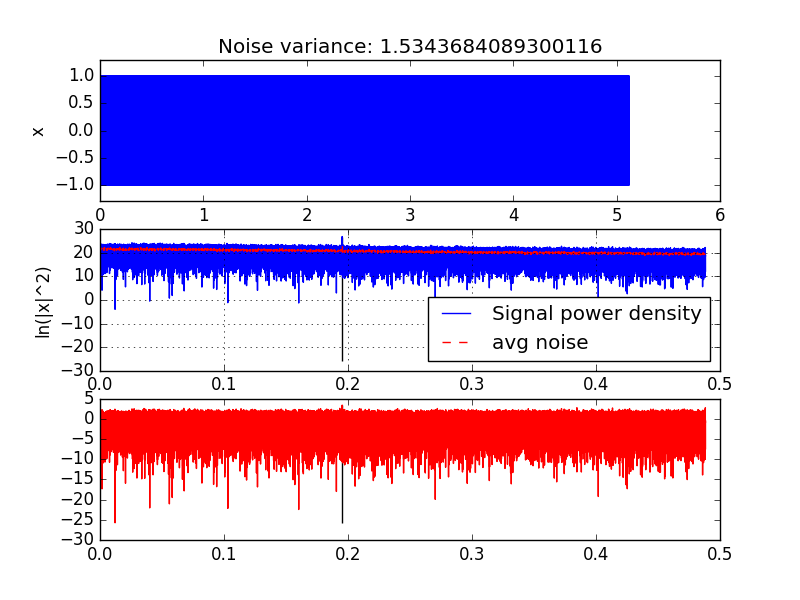 Noise variance: 1.5343684089300116
1.0
0.5
0.0
−0.5
−1.0
x
0 1 2 3 4 5 6
30
20
10
0
−10
−20
−30
ln(|x|^2)
Signal power density
avg noise
0.0 0.1 0.2 0.3 0.4 0.5
5
0
−5
−10
−15
−20
−25
−30
0.0 0.1 0.2 0.3 0.4 0.5